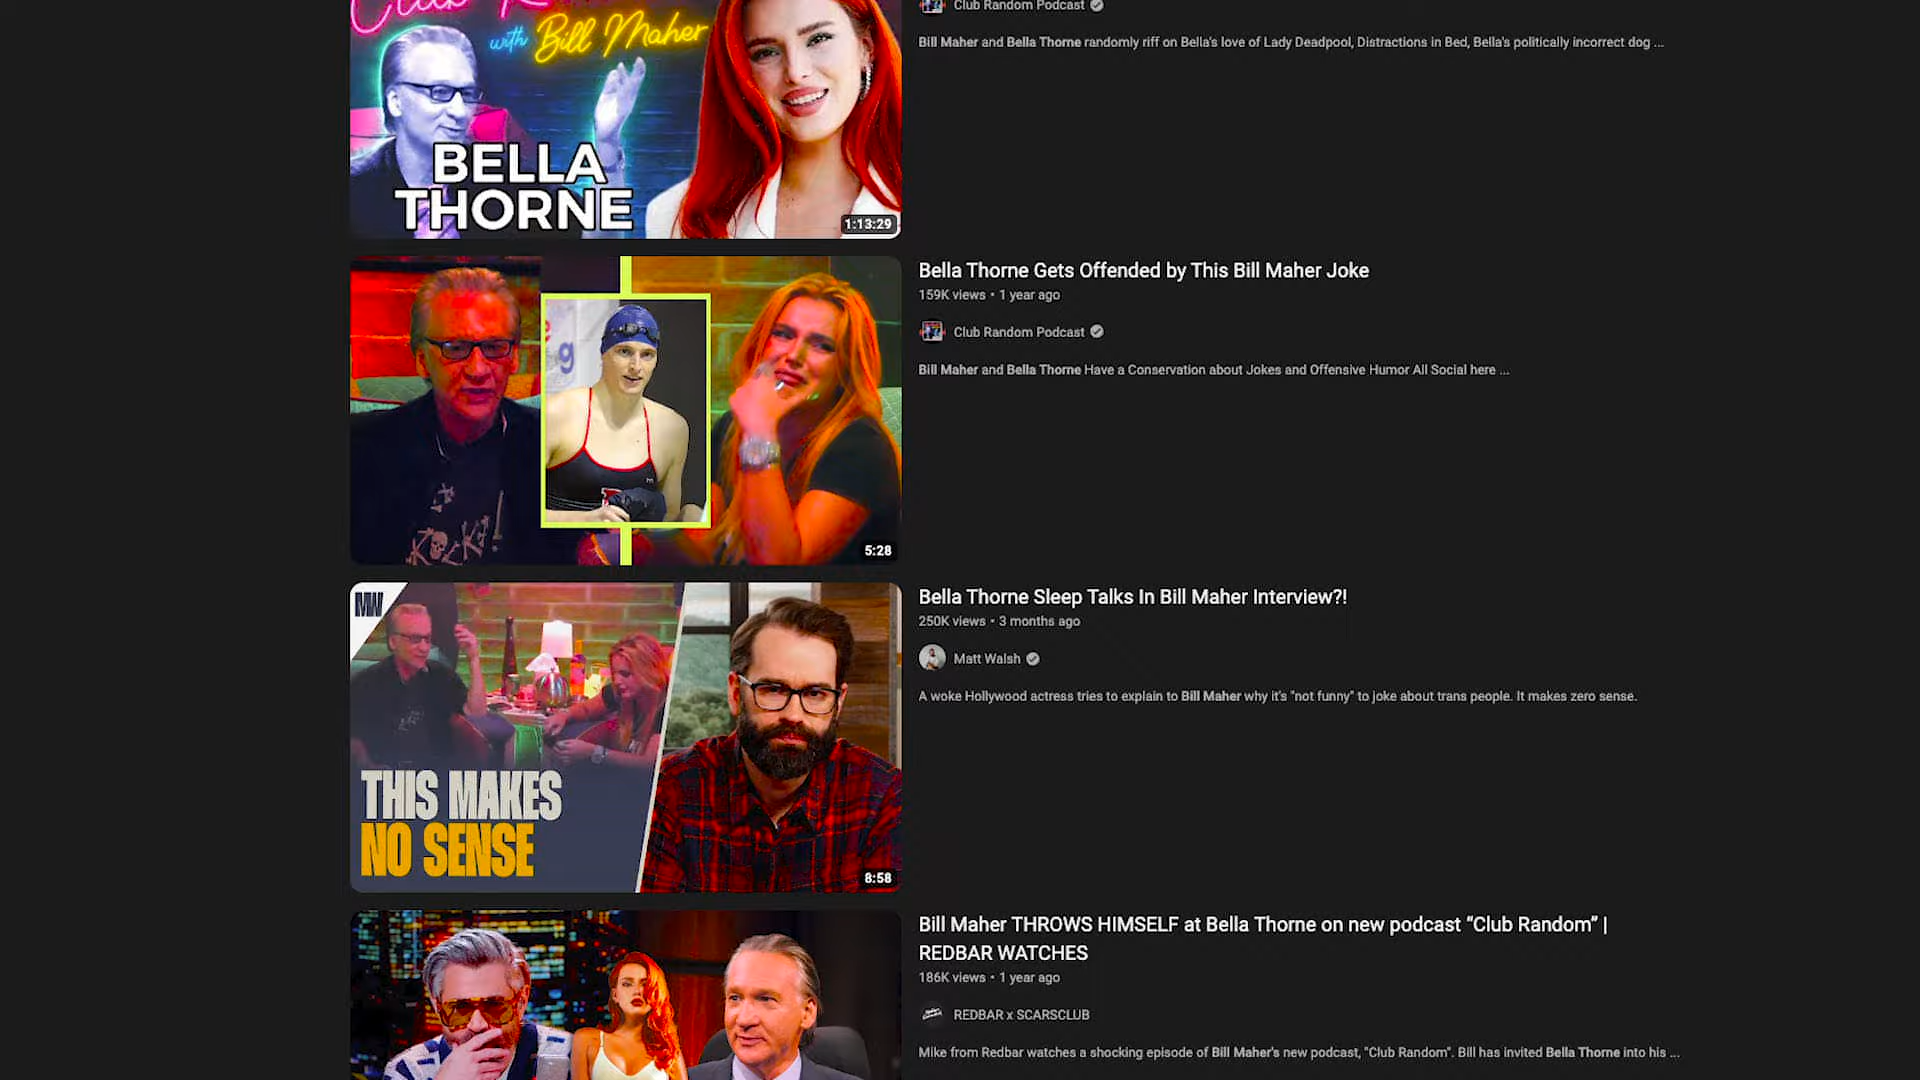 Club Random
with Bill Maher
BELLA
THORNE
1:13:29
Club Random Podcast
Bill Maher and Bella Thorne randomly riff on Bella's love of Lady Deadpool, Distractions in Bed, Bella's politically incorrect dog ...
g
5:28
Bella Thorne Gets Offended by This Bill Maher Joke
159K views • 1 year ago
Club Random Podcast
Bill Maher and Bella Thorne Have a Conservation about Jokes and Offensive Humor All Social here ...
MW
THIS MAKES
NO SENSE
8:58
Bella Thorne Sleep Talks In Bill Maher Interview?!
250K views • 3 months ago
Matt Walsh
A woke Hollywood actress tries to explain to Bill Maher why it's "not funny" to joke about trans people. It makes zero sense.
Bill Maher THROWS HIMSELF at Bella Thorne on new podcast “Club Random” |
REDBAR WATCHES
186K views • 1 year ago
REDBAR x SCARSCLUB
Mike from Redbar watches a shocking episode of Bill Maher's new podcast, "Club Random". Bill has invited Bella Thorne into his ...